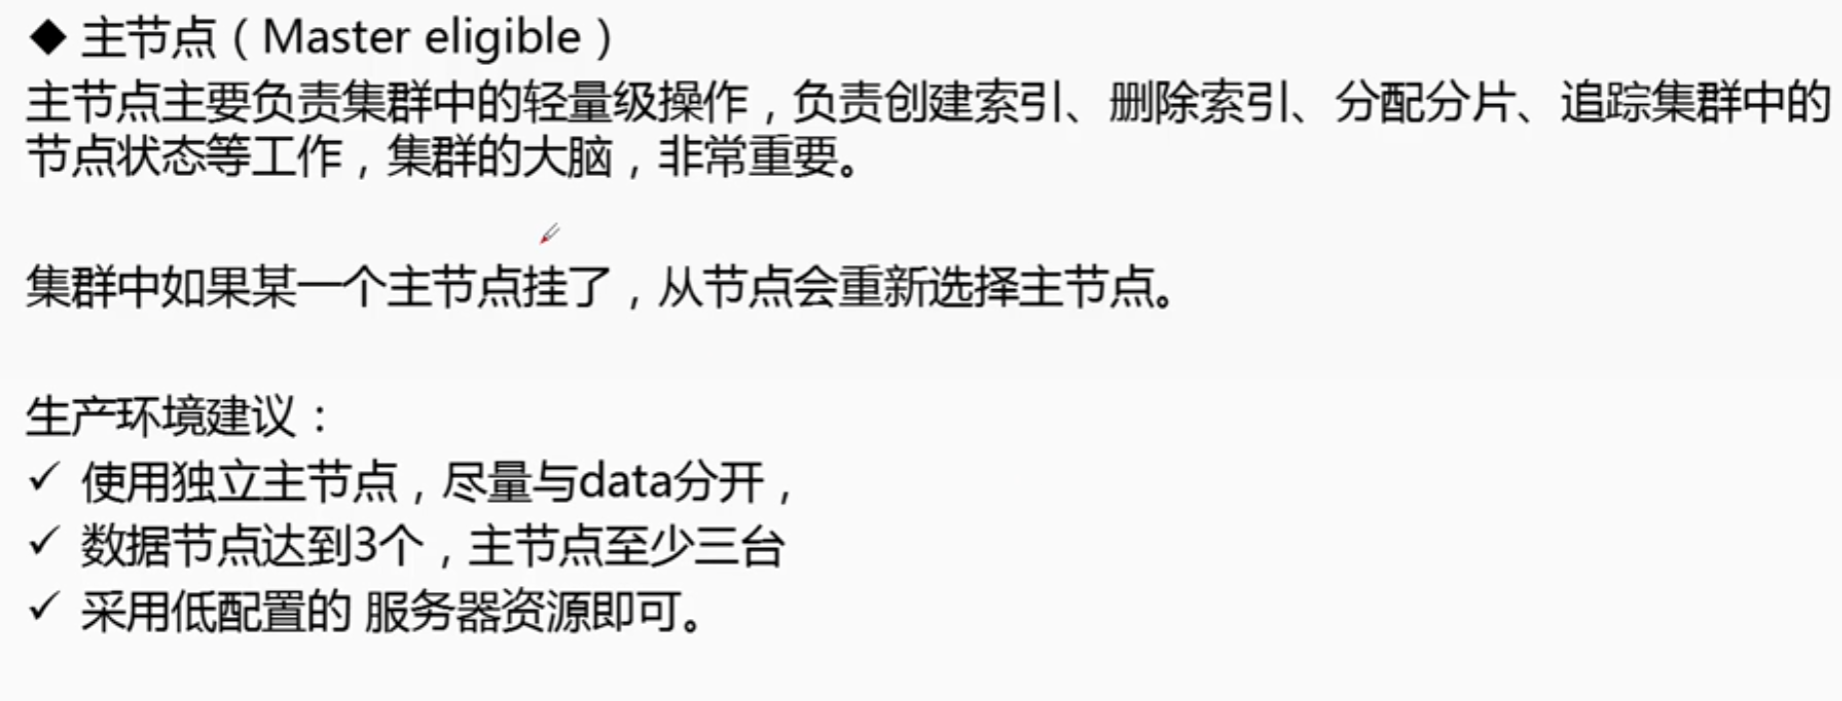 ◆ 主节点（Master eligible）
主节点主要负责集群中的轻量级操作，负责创建索引、删除索引、分配分片、追踪集群中的
节点状态等工作，集群的大脑，非常重要。
集群中如果某一个主节点挂了，从节点会重新选择主节点。
生产环境建议：
✓ 使用独立主节点，尽量与data分开，
✓ 数据节点达到3个，主节点至少三台
✓ 采用低配置的 服务器资源即可。